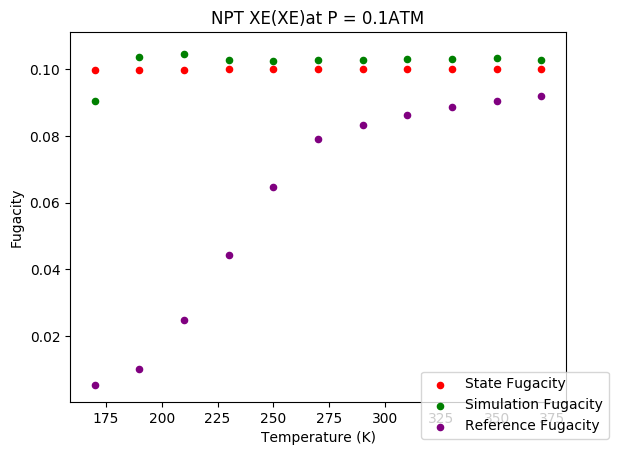 NPT XE(XE)at P = 0.1ATM
Fugacity
0.10
0.08
0.06
0.04
0.02
175 200 225 250 275 300 325 350 375
Temperature (K)
State Fugacity
Simulation Fugacity
Reference Fugacity